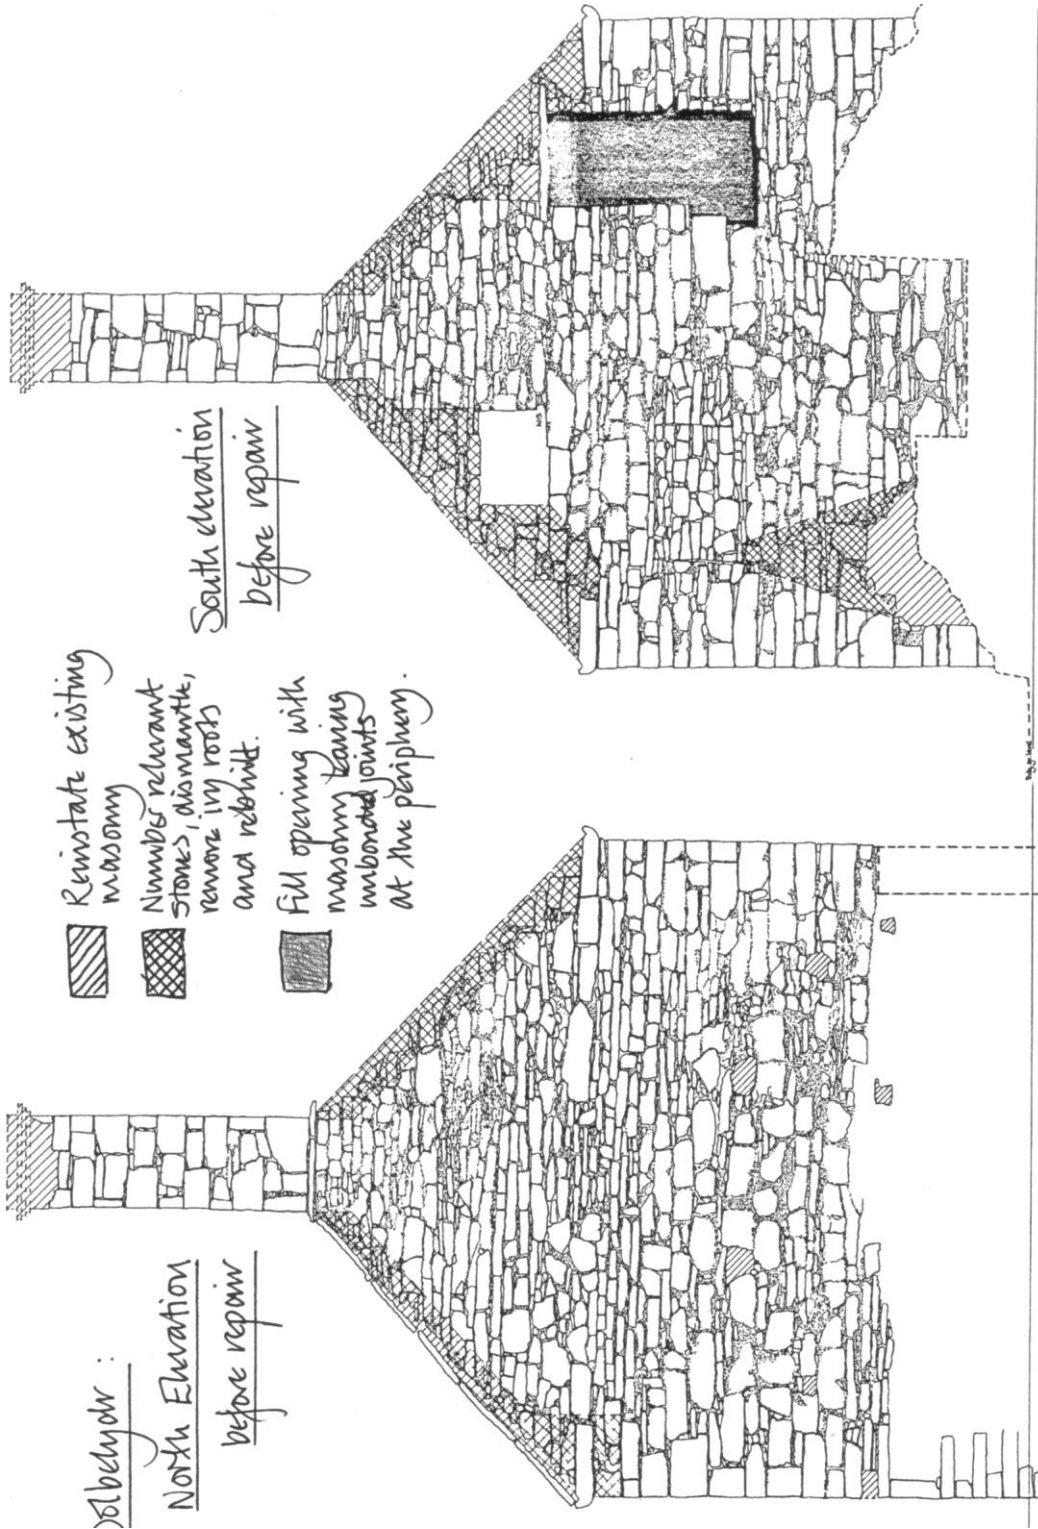 Dolbelydr :
North Elevation
before repair
Reinstate existing
masonry
Number relevant
stones, dismantle,
remove ivy roots
and rebuilt.
Fill opening with
masonry leaving
unbonded joints
at the periphery.
South elevation
before repair